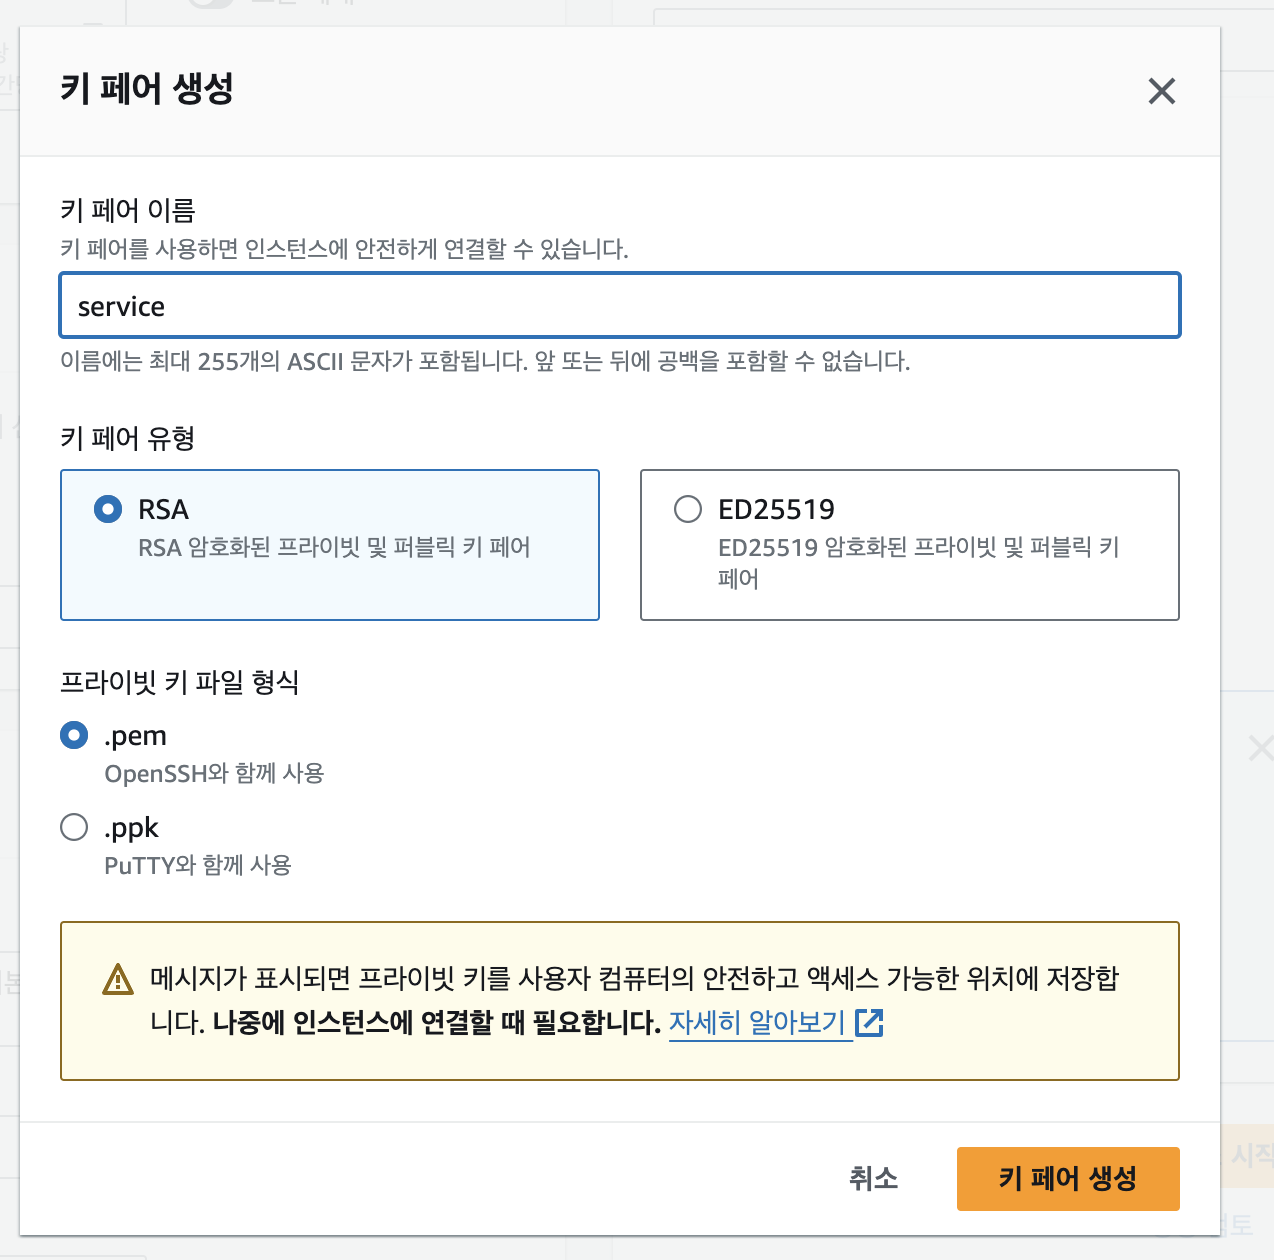 키 페어 생성
키 페어 이름
키 페어를 사용하면 인스턴스에 안전하게 연결할 수 있습니다.
service
이름에는 최대 255개의 ASCII 문자가 포함됩니다. 앞 또는 뒤에 공백을 포함할 수 없습니다.
키 페어 유형
RSA
RSA 암호화된 프라이빗 및 퍼블릭 키 페어
ED25519
ED25519 암호화된 프라이빗 및 퍼블릭 키
페어
프라이빗 키 파일 형식
.pem
OpenSSH와 함께 사용
.ppk
PuTTY와 함께 사용
메시지가 표시되면 프라이빗 키를 사용자 컴퓨터의 안전하고 액세스 가능한 위치에 저장합
니다. 나중에 인스턴스에 연결할 때 필요합니다. 자세히 알아보기
취소
키 페어 생성
시작